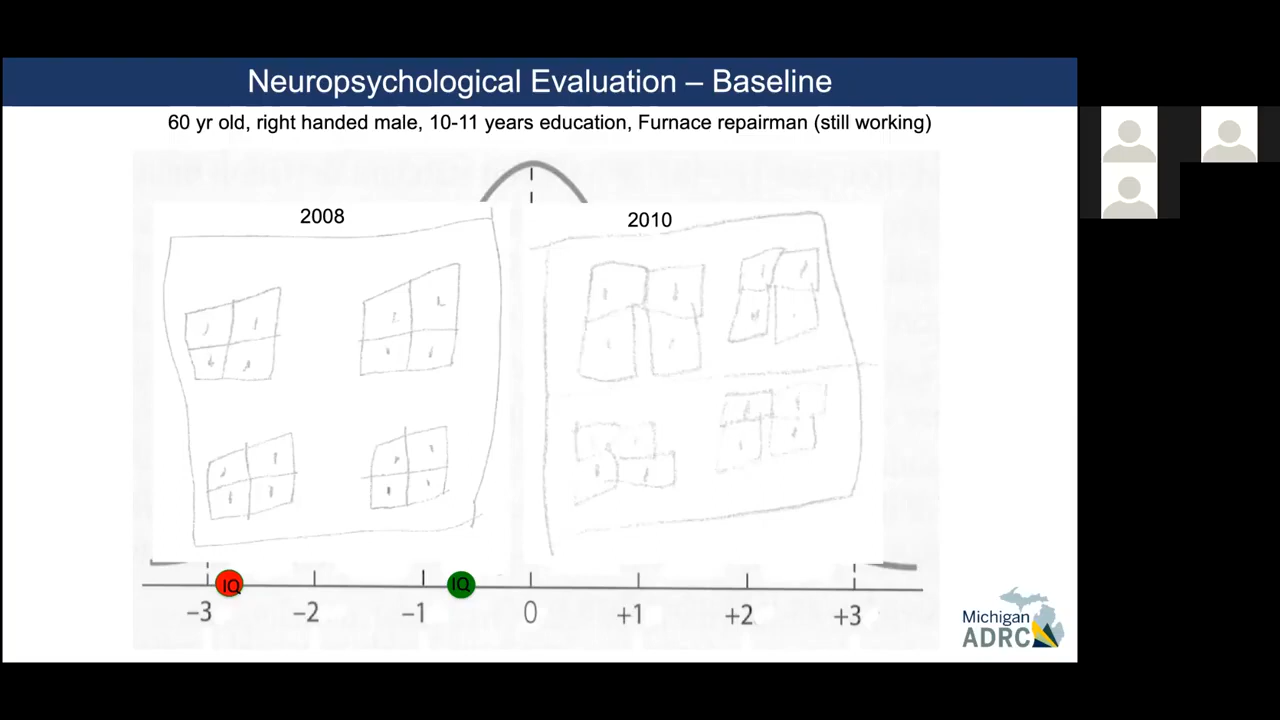 Neuropsychological Evaluation – Baseline
60 yr old, right handed male, 10-11 years education, Furnace repairman (still working)
2008
2010
IQ
IQ
–3
–2
–1
0
+1
+2
+3
Michigan
ADRC